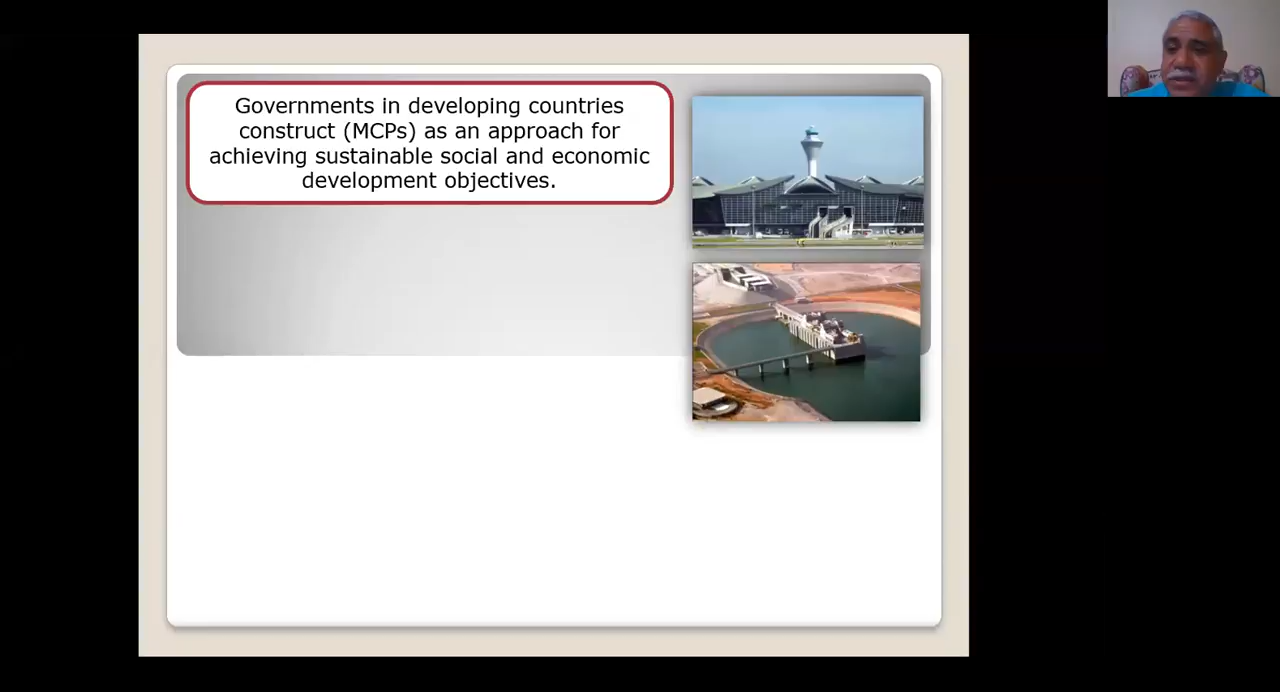 Governments in developing countries
construct (MCPs) as an approach for
achieving sustainable social and economic
development objectives.